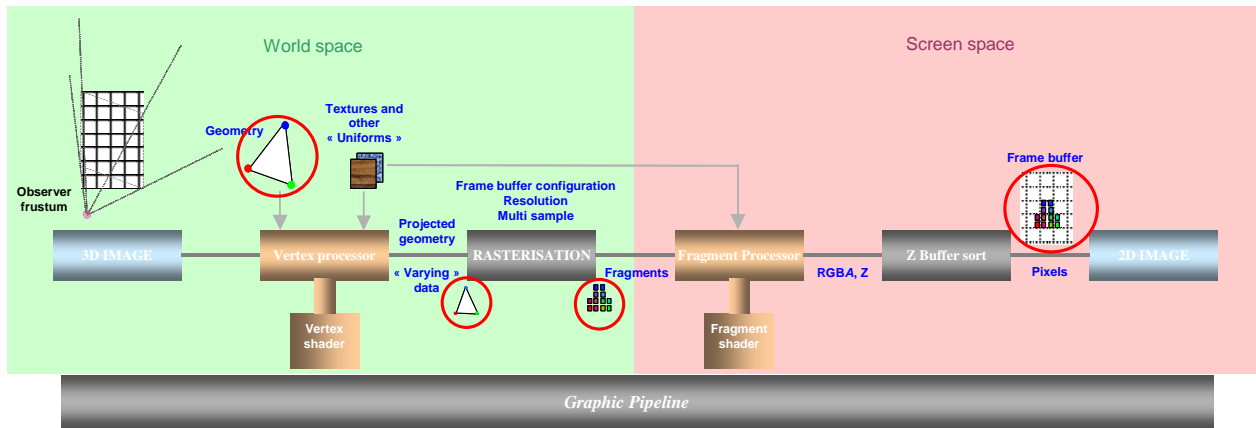 World space
Screen space
Textures and
other
« Uniforms »
Geometry
Frame buffer
Observer
frustum
Frame buffer configuration
Resolution
Multi sample
Projected
geometry
3D IMAGE
Vertex processor
RASTERISATION
Fragment Processor
Z Buffer sort
2D IMAGE
« Varying »
data
Fragments
RGBA, Z
Pixels
Vertex
shader
Fragment
shader
Graphic Pipeline